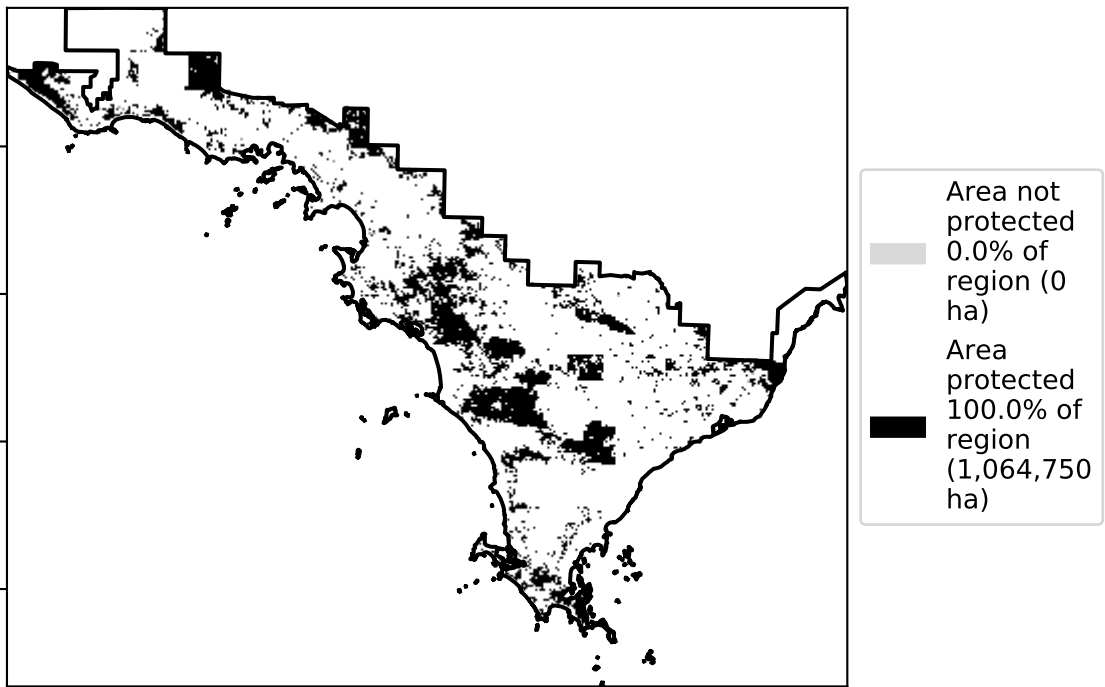 Area not
protected
0.0% of
region (0
ha)
Area
protected
100.0% of
region
(1,064,750
ha)